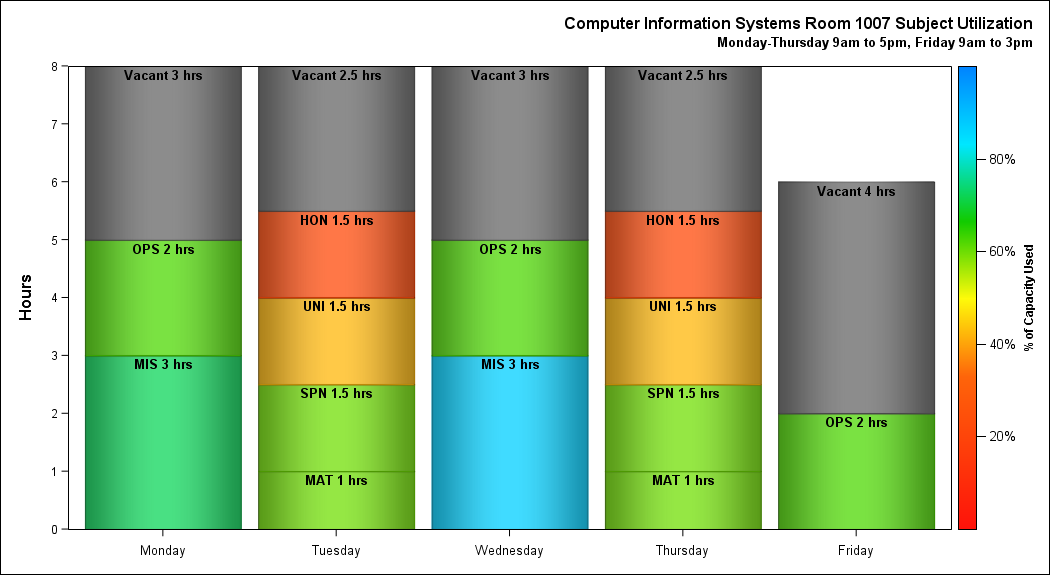 Computer Information Systems Room 1007 Subject Utilization
Monday-Thursday 9am to 5pm, Friday 9am to 3pm
Hours
8
7
6
5
4
3
2
1
0
Vacant 3 hrs
OPS 2 hrs
MIS 3 hrs
Vacant 2.5 hrs
HON 1.5 hrs
UNI 1.5 hrs
SPN 1.5 hrs
MAT 1 hrs
Vacant 3 hrs
OPS 2 hrs
MIS 3 hrs
Vacant 2.5 hrs
HON 1.5 hrs
UNI 1.5 hrs
SPN 1.5 hrs
MAT 1 hrs
Vacant 4 hrs
OPS 2 hrs
Monday
Tuesday
Wednesday
Thursday
Friday
80%
60%
40%
20%
% of Capacity Used